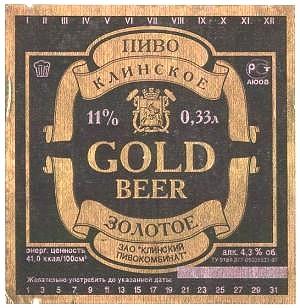 I II III IV V VI VII VIII IX X XI XII
ПИВО
КЛИНСКОЕ
РСТ
АЮ08
11% 0,33л
GOLD
BEER
ЗОЛОТОЕ
ЗАО "КЛИНСКИЙ
ПИВОКОМБИНАТ"
энерг. ценность
41,0 ккал/100см³
алк. 4,3 % об.
Желательно употребить до указанной даты:
1 3 5 7 9 11 13 15 17 19 21 23 25 27 29 31